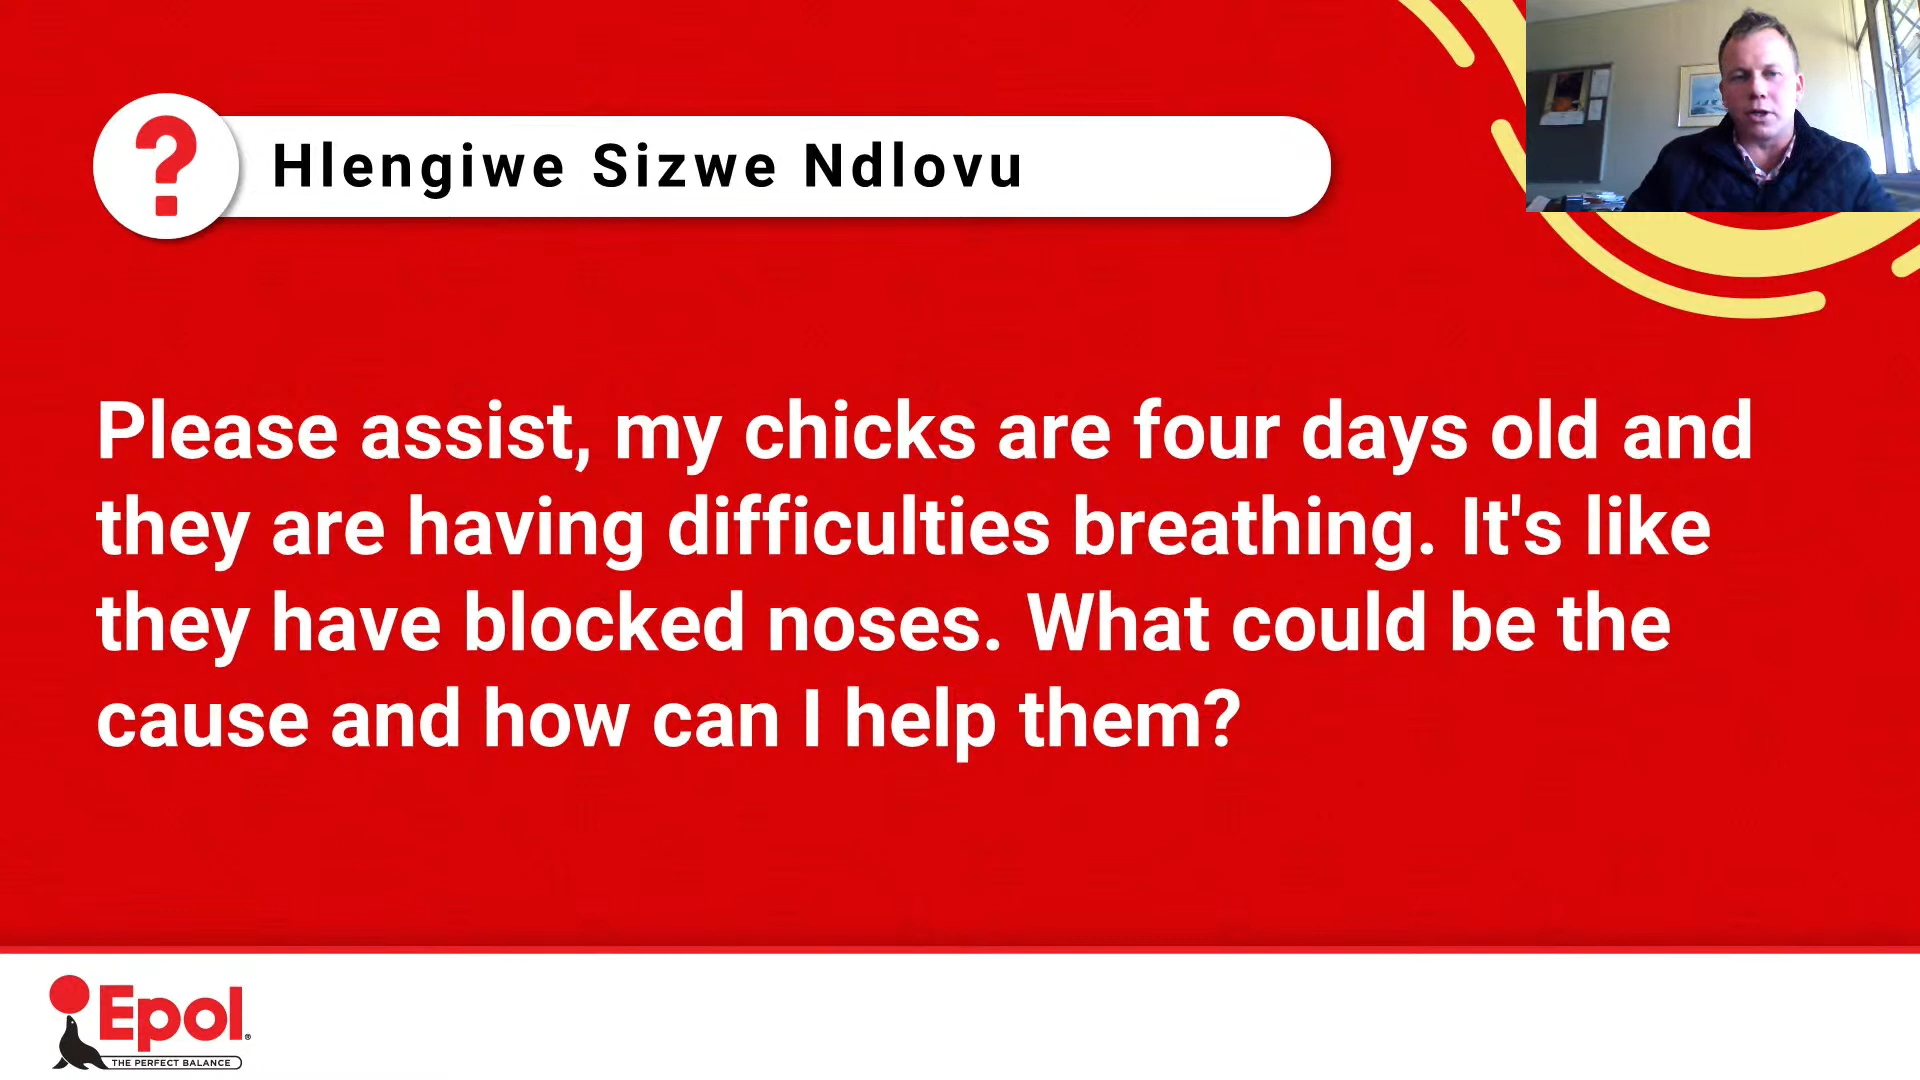 ?
Hlengiwe Sizwe Ndlovu
Please assist, my chicks are four days old and
they are having difficulties breathing. It's like
they have blocked noses. What could be the
cause and how can I help them?
Epol®
THE PERFECT BALANCE